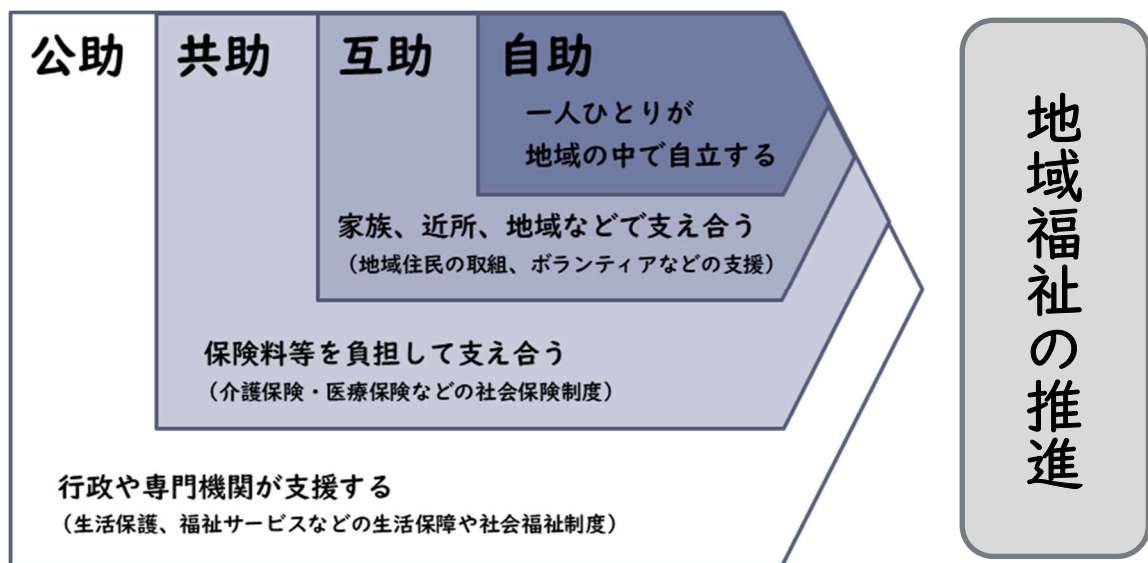 公助
共助
互助
自助
一人ひとりが
地域の中で自立する
家族、近所、地域などで支え合う
（地域住民の取組、ボランティアなどの支援）
保険料等を負担して支え合う
（介護保険・医療保険などの社会保険制度）
行政や専門機関が支援する
（生活保護、福祉サービスなどの生活保障や社会福祉制度）
地域福祉の推進